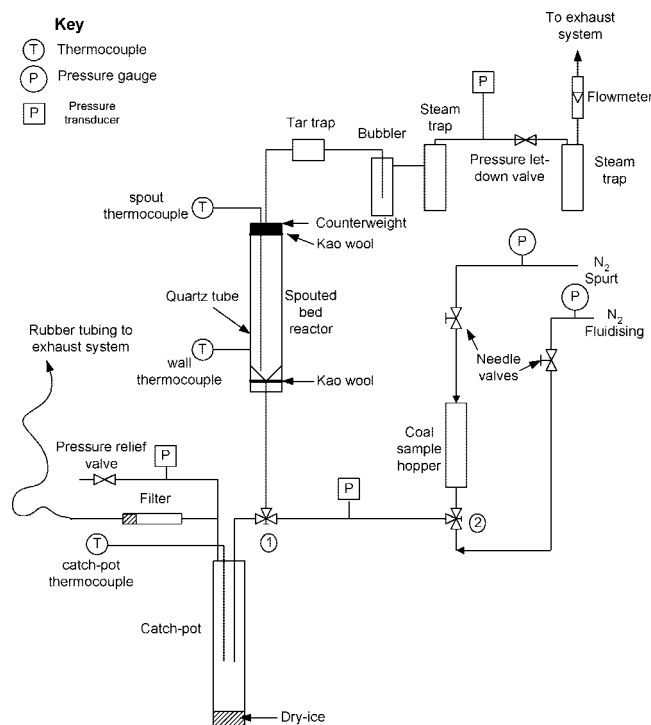 Key
T Thermocouple
P Pressure gauge
P Pressure
transducer
To exhaust
system
P
Flowmeter
Steam
trap
Tar trap
Bubbler
Pressure let-
down valve
Steam
trap
spout
thermocouple
T
Counterweight
Kao wool
P
N2
Spurt
Quartz tube
Spouted
bed
reactor
P
N2
Fluidising
Rubber tubing to
exhaust system
wall
thermocouple
T
Kao wool
Needle
valves
Coal
sample
hopper
Pressure relief
valve
P
Filter
P
1
2
T
catch-pot
thermocouple
Catch-pot
Dry-ice